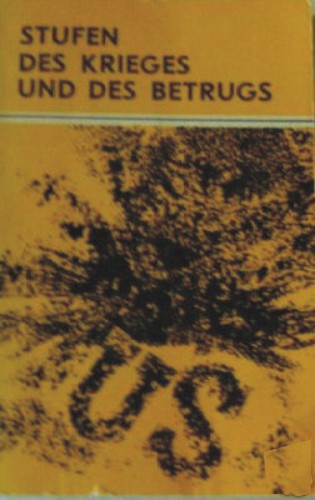 STUFEN
DES KRIEGES
UND DES BETRUGS
US